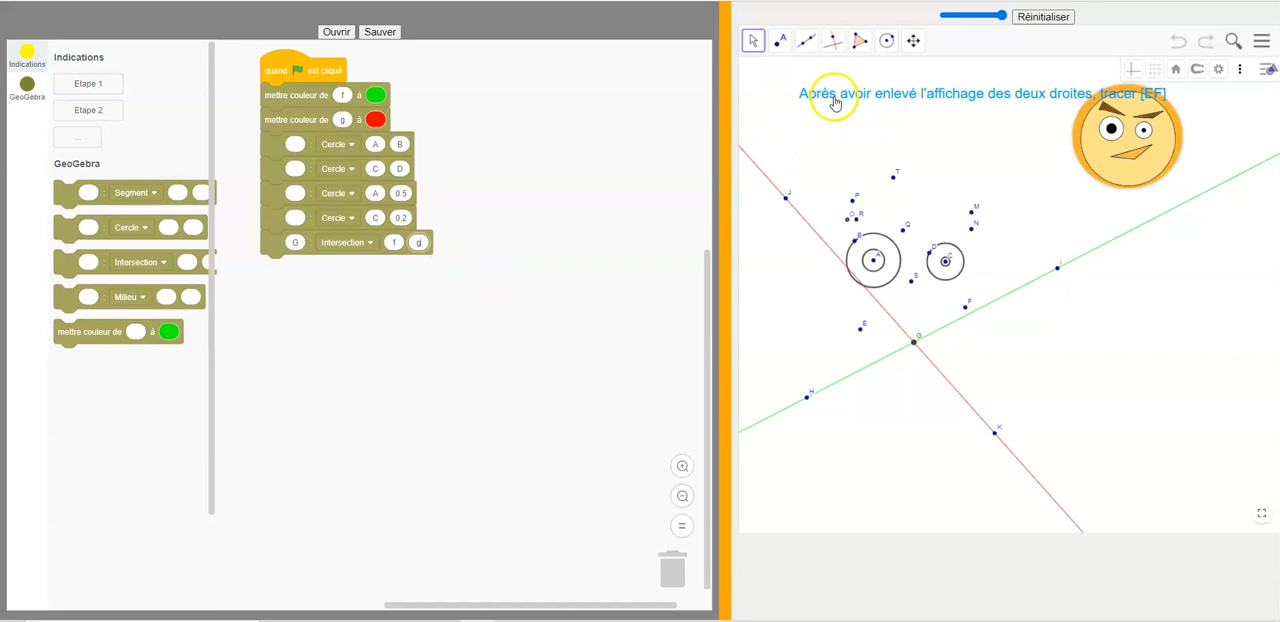 Ouvrir Sauver
Réinitialiser
Indications
GeoGebra
Indications
Etape 1
Etape 2
...
GeoGebra
: Segment ▾
: Cercle ▾
: Intersection ▾
: Milieu ▾
mettre couleur de à
quand est cliqué
mettre couleur de f à
mettre couleur de g à
: Cercle ▾ A B
: Cercle ▾ C D
: Cercle ▾ A 0.5
: Cercle ▾ C 0.2
G : Intersection ▾ f g
=
A
Après avoir enlevé l'affichage des deux droites, tracer [EF]
T
J
P
M
O R
Q
N
B
D
A
C
I
S
F
E
G
H
K